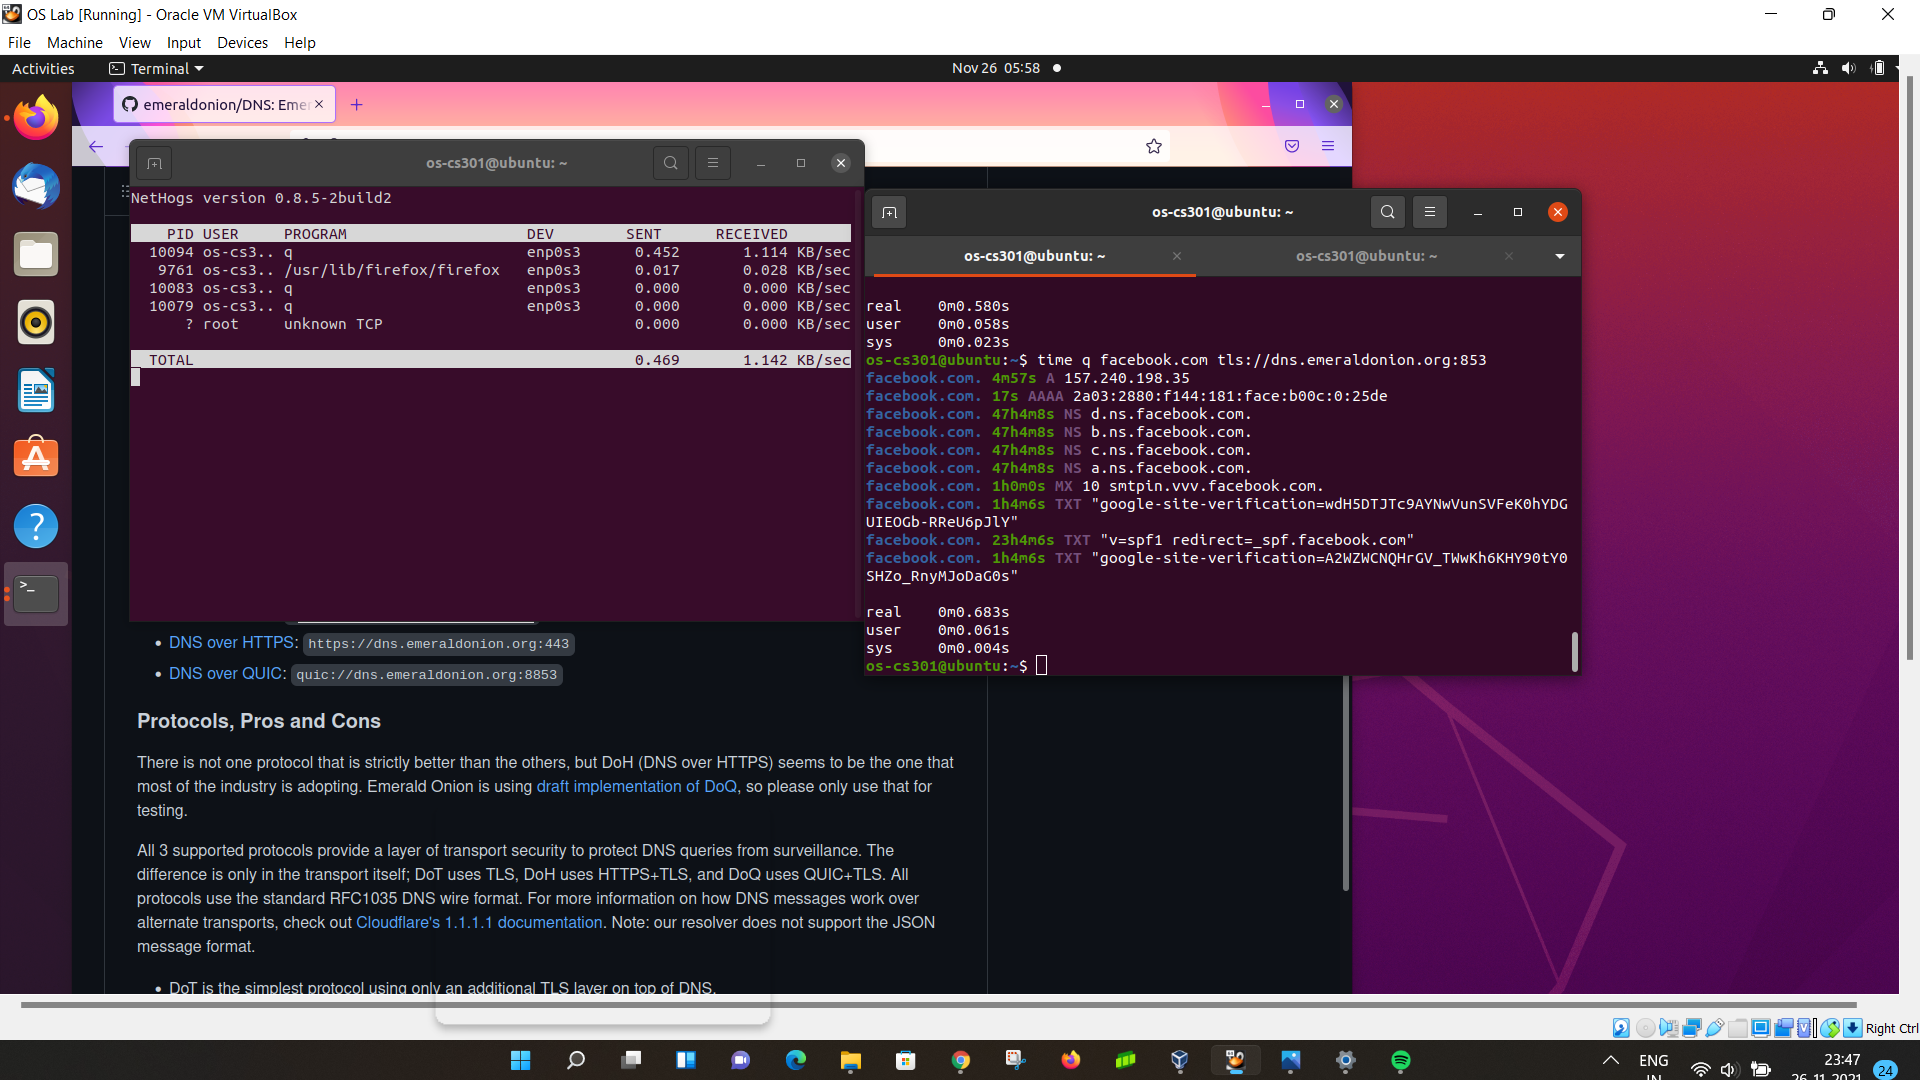 OS Lab [Running] - Oracle VM VirtualBox
File Machine View Input Devices Help
Activities Terminal Nov 26 05:58
emeraldonion/DNS: Eme
os-cs301@ubuntu: ~
NetHogs version 0.8.5-2build2
PID USER PROGRAM DEV SENT RECEIVED
10094 os-cs3.. q enp0s3 0.452 1.114 KB/sec
9761 os-cs3.. /usr/lib/firefox/firefox enp0s3 0.017 0.028 KB/sec
10083 os-cs3.. q enp0s3 0.000 0.000 KB/sec
10079 os-cs3.. q enp0s3 0.000 0.000 KB/sec
? root unknown TCP 0.000 0.000 KB/sec
TOTAL 0.469 1.142 KB/sec
os-cs301@ubuntu: ~
os-cs301@ubuntu: ~ os-cs301@ubuntu: ~
real 0m0.580s
user 0m0.058s
sys 0m0.023s
os-cs301@ubuntu:~$ time q facebook.com tls://dns.emeraldonion.org:853
facebook.com. 4m57s A 157.240.198.35
facebook.com. 17s AAAA 2a03:2880:f144:181:face:b00c:0:25de
facebook.com. 47h4m8s NS d.ns.facebook.com.
facebook.com. 47h4m8s NS b.ns.facebook.com.
facebook.com. 47h4m8s NS c.ns.facebook.com.
facebook.com. 47h4m8s NS a.ns.facebook.com.
facebook.com. 1h0m0s MX 10 smtpin.vvv.facebook.com.
facebook.com. 1h4m6s TXT "google-site-verification=wdH5DTJTc9AYNwVunSVFeK0hYDG
UIEOGb-RReU6pJlY"
facebook.com. 23h4m6s TXT "v=spf1 redirect=_spf.facebook.com"
facebook.com. 1h4m6s TXT "google-site-verification=A2WZWCNQHrGV_TWwKh6KHY90tY0
SHZo_RnyMJoDaG0s"
real 0m0.683s
user 0m0.061s
sys 0m0.004s
os-cs301@ubuntu:~$
DNS over HTTPS: https://dns.emeraldonion.org:443
DNS over QUIC: quic://dns.emeraldonion.org:8853
Protocols, Pros and Cons
There is not one protocol that is strictly better than the others, but DoH (DNS over HTTPS) seems to be the one that
most of the industry is adopting. Emerald Onion is using draft implementation of DoQ, so please only use that for
testing.
All 3 supported protocols provide a layer of transport security to protect DNS queries from surveillance. The
difference is only in the transport itself; DoT uses TLS, DoH uses HTTPS+TLS, and DoQ uses QUIC+TLS. All
protocols use the standard RFC1035 DNS wire format. For more information on how DNS messages work over
alternate transports, check out Cloudflare's 1.1.1.1 documentation. Note: our resolver does not support the JSON
message format.
DoT is the simplest protocol using only an additional TLS layer on top of DNS.
Right Ctrl
ENG
IN
23:47
26-11-2021
24